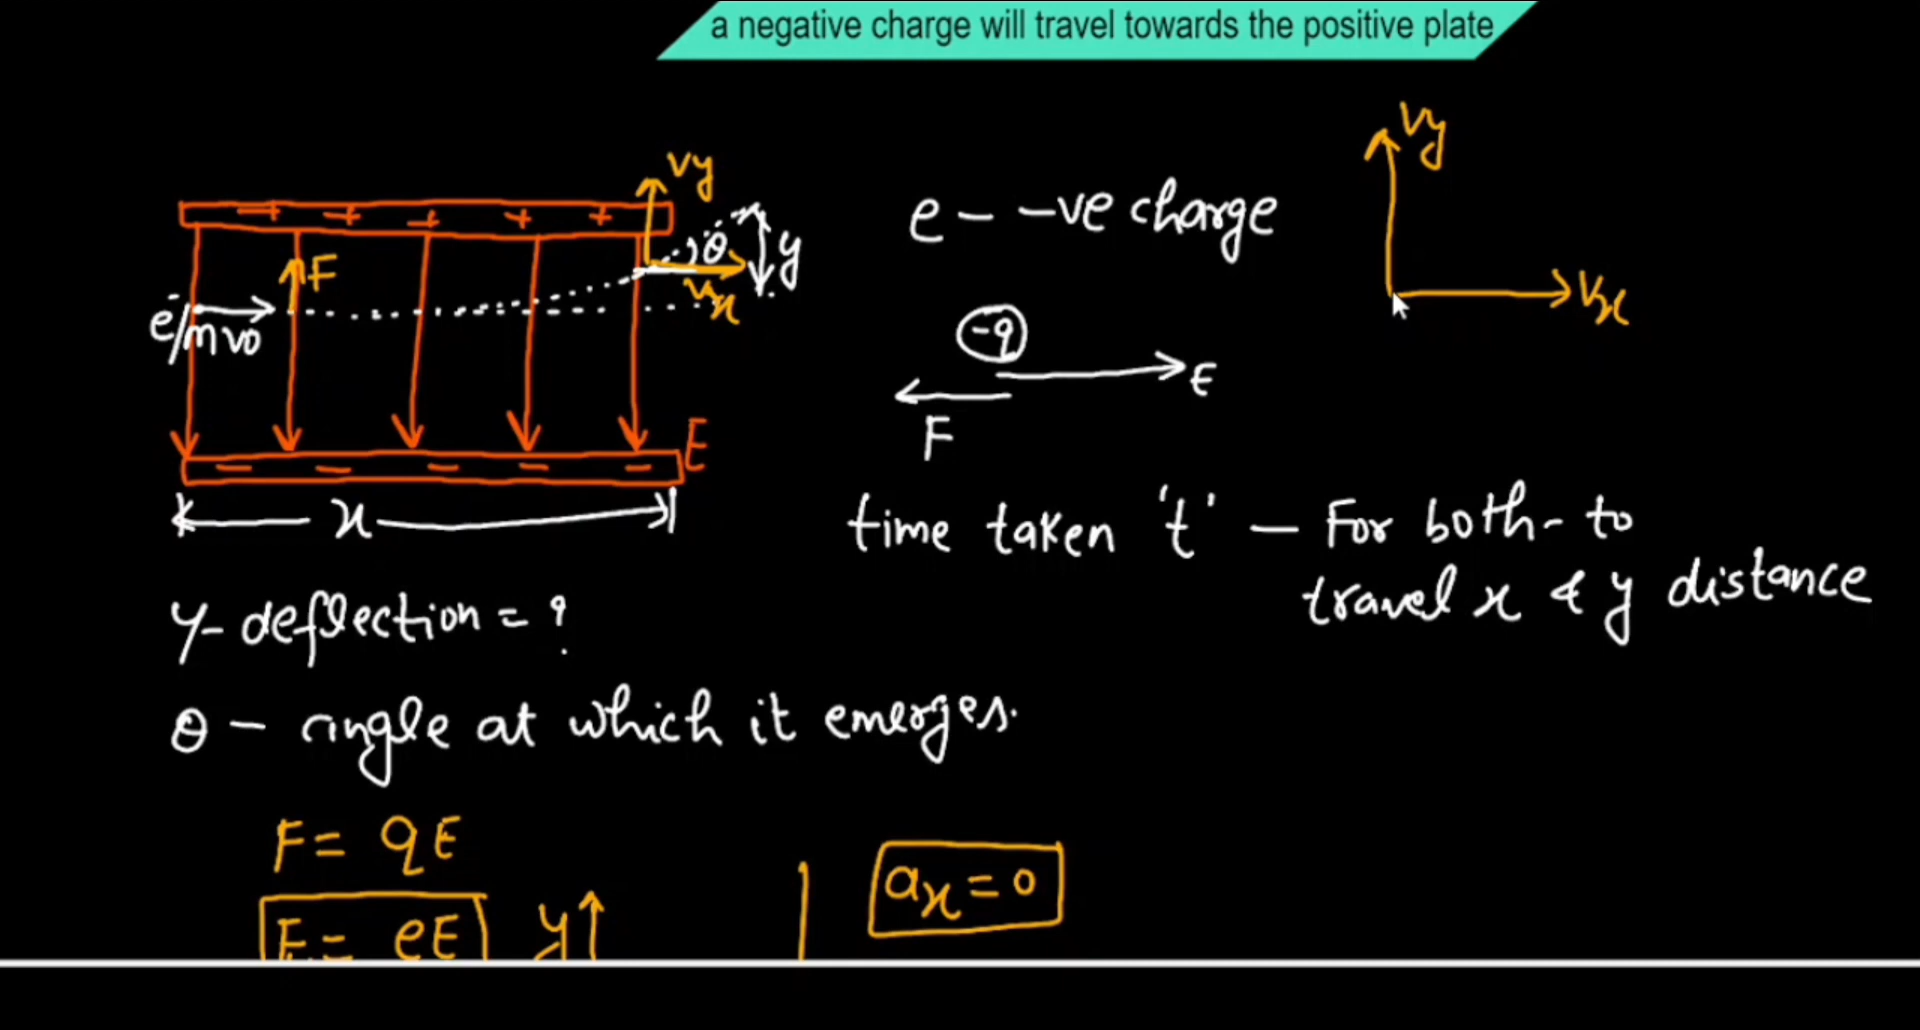 a negative charge will travel towards the positive plate
vy
Vy
+ + + + +
θ
y
e - -ve charge
F
vx
Vx
e⁻/m v0
-q
E
F
E
- - - - -
x
time taken 't' - For both - to
travel x & y distance
y - deflection = ?
θ - angle at which it emerges.
F = qE
ax = 0
F = eE y↑